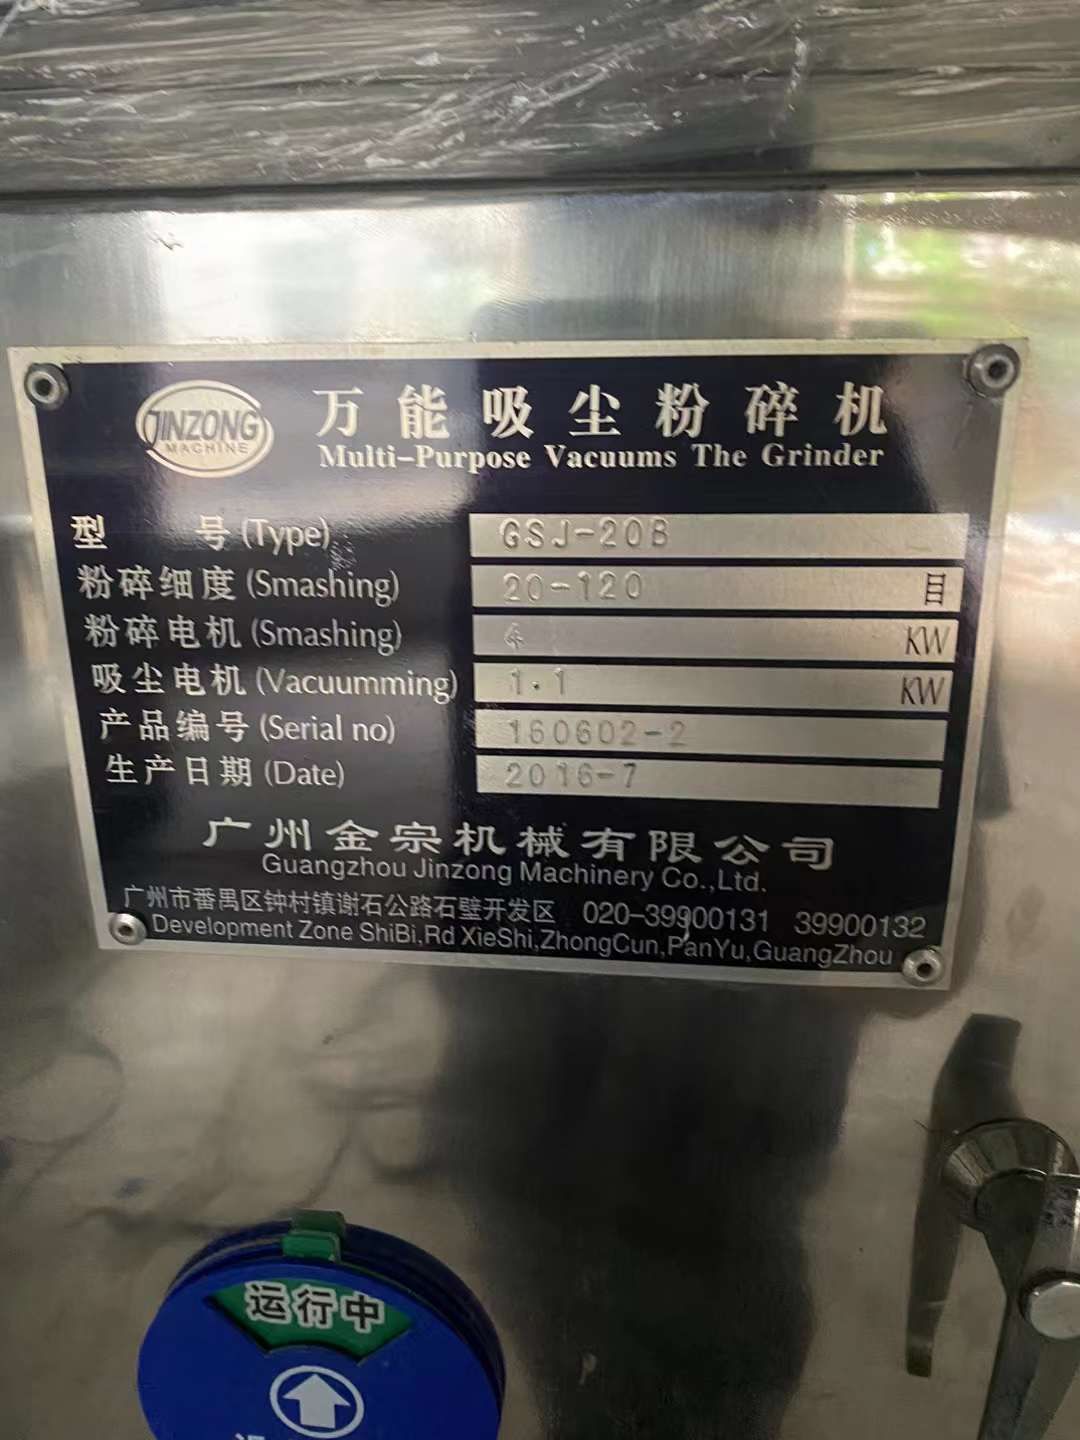 JINZONG
MACHINE
万能吸尘粉碎机
Multi-Purpose Vacuums The Grinder
型 号 (Type) GSJ-20B
粉碎细度 (Smashing) 20-120 目
粉碎电机 (Smashing) 4 KW
吸尘电机 (Vacuumming) 1.1 KW
产品编号 (Serial no) 160602-2
生产日期 (Date) 2016-7
广州金宗机械有限公司
Guangzhou Jinzong Machinery Co.,Ltd.
广州市番禺区钟村镇谢石公路石壁开发区 020-39900131 39900132
Development Zone ShiBi,Rd XieShi,ZhongCun,PanYu,GuangZhou
运行中